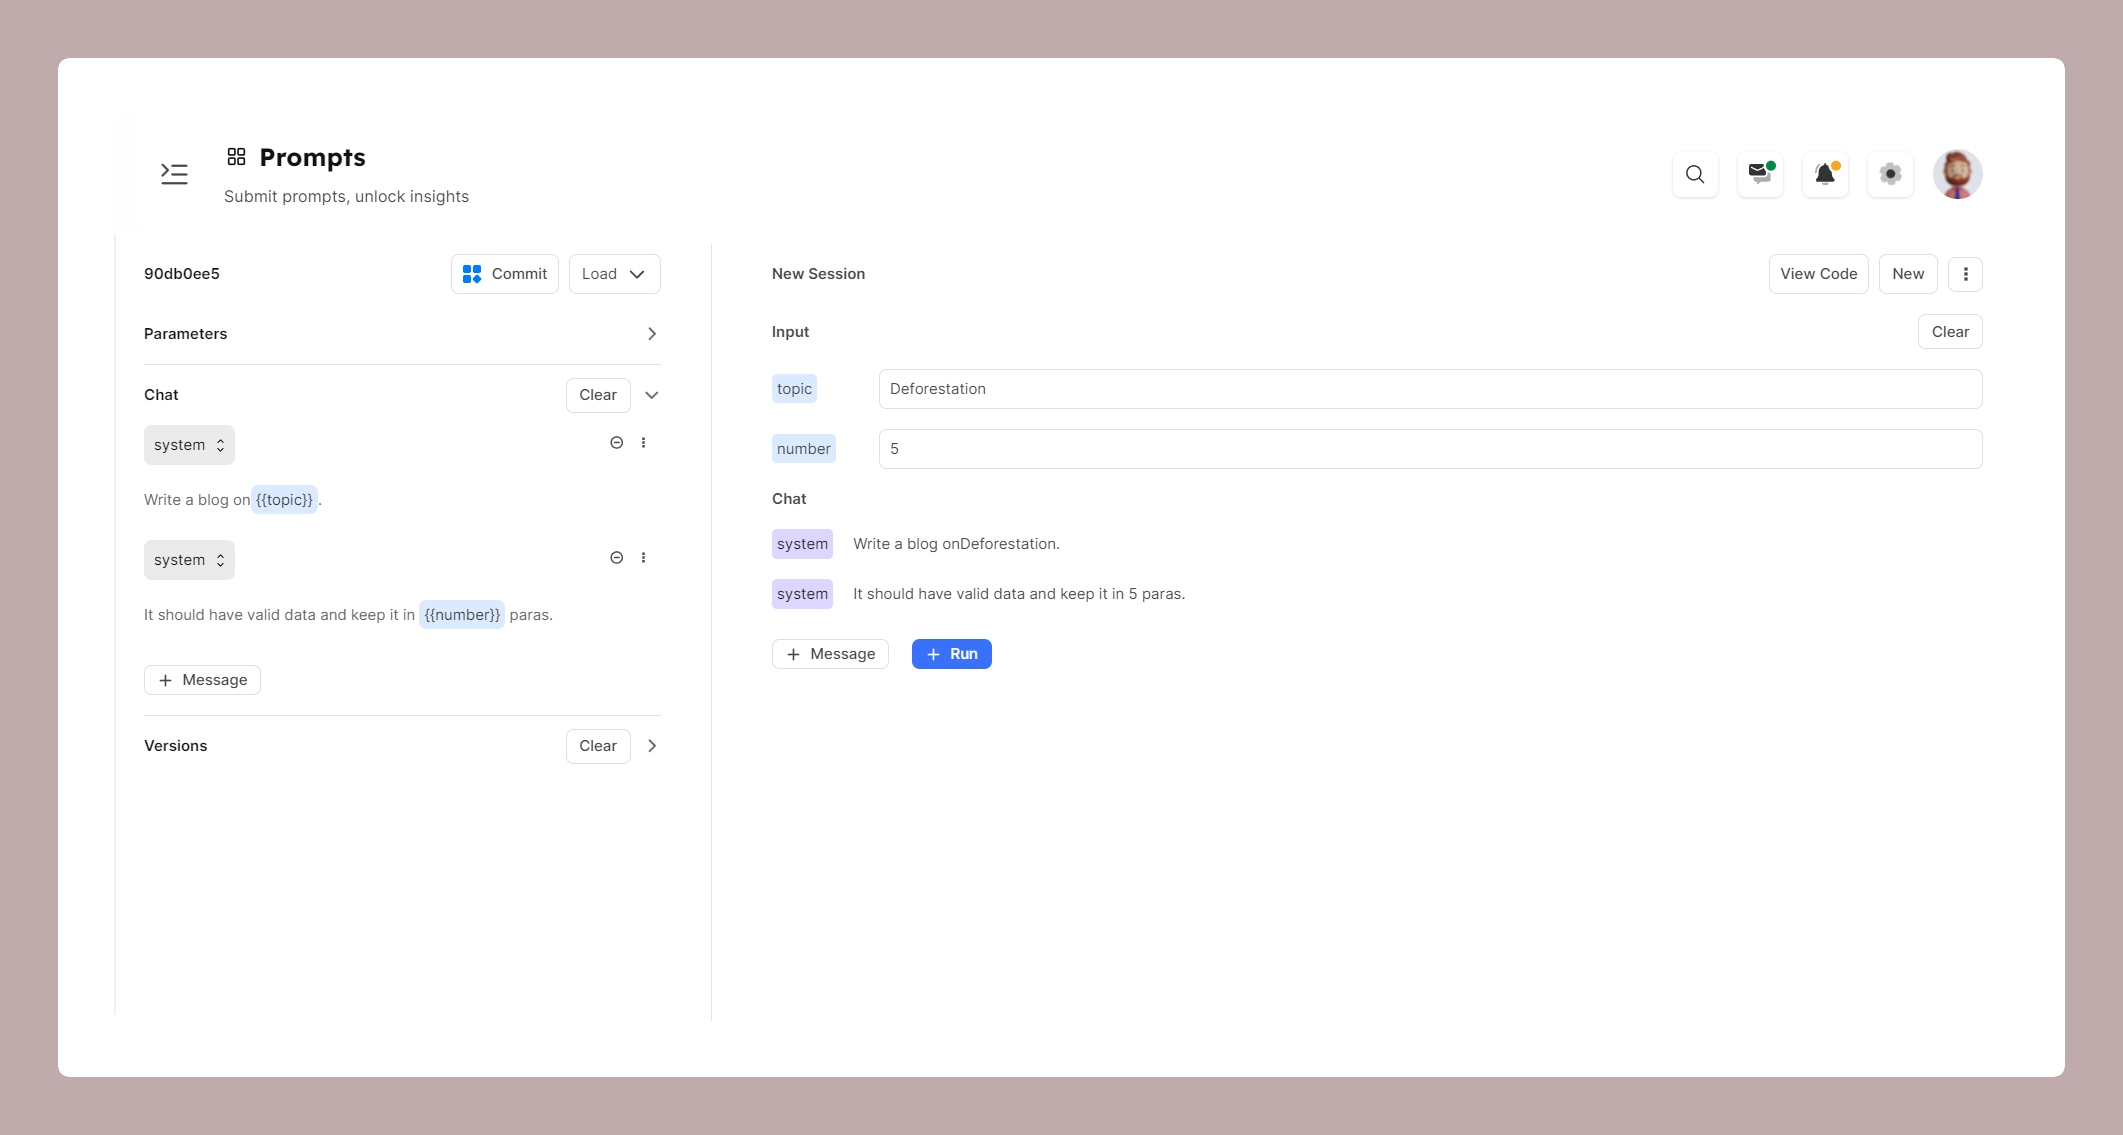 Prompts
Submit prompts, unlock insights
90db0ee5
Commit
Load
Parameters
Chat
Clear
system
Write a blog on{{topic}}.
system
It should have valid data and keep it in {{number}} paras.
Message
Versions
Clear
New Session
View Code
New
Input
Clear
topic
Deforestation
number
5
Chat
system
Write a blog onDeforestation.
system
It should have valid data and keep it in 5 paras.
Message
Run